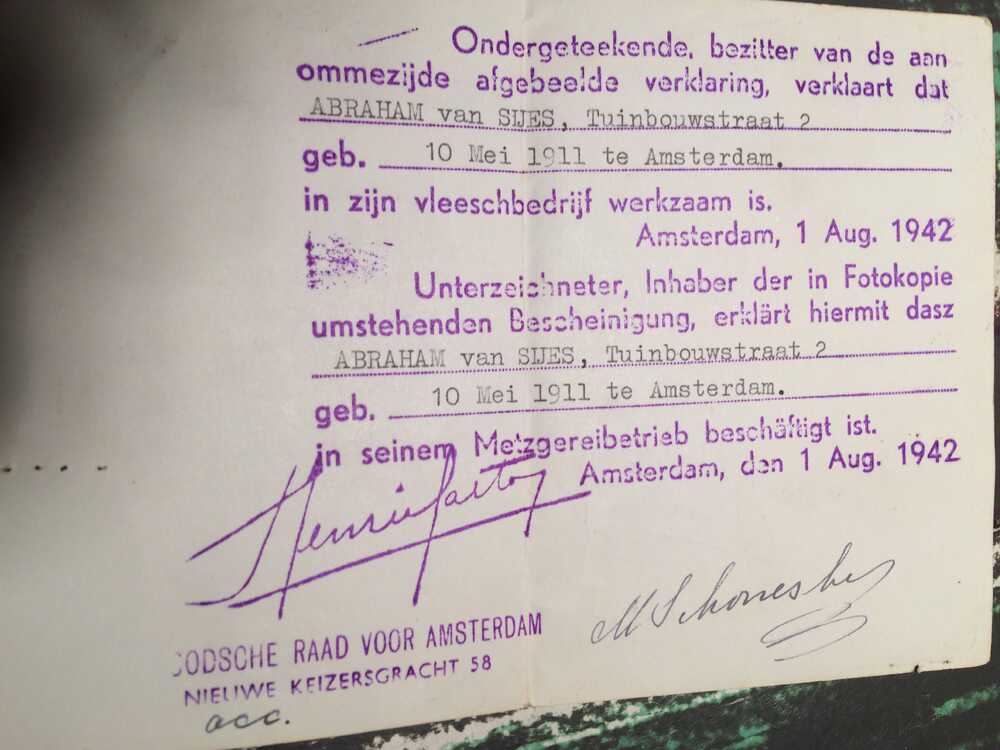 Ondergeteekende, bezitter van de aan
ommezijde afgebeelde verklaring, verklaart dat
ABRAHAM van SIJES, Tuinbouwstraat 2
geb. 10 Mei 1911 te Amsterdam.
in zijn vleeschbedrijf werkzaam is.
Amsterdam, 1 Aug. 1942
Unterzeichneter, Inhaber der in Fotokopie
umstehenden Bescheinigung, erklärt hiermit dasz
ABRAHAM van SIJES, Tuinbouwstraat 2
geb. 10 Mei 1911 te Amsterdam.
in seinem Metzgereibetrieb beschäftigt ist.
Amsterdam, den 1 Aug. 1942
OODSCHE RAAD VOOR AMSTERDAM
NIEUWE KEIZERSGRACHT 58
acc.